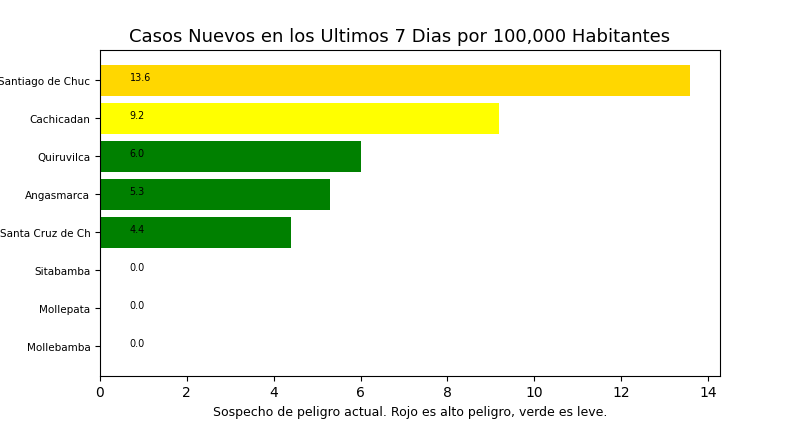 Casos Nuevos en los Ultimos 7 Dias por 100,000 Habitantes
Santiago de Chuc 13.6
Cachicadan 9.2
Quiruvilca 6.0
Angasmarca 5.3
Santa Cruz de Ch 4.4
Sitabamba 0.0
Mollepata 0.0
Mollebamba 0.0
0 2 4 6 8 10 12 14
Sospecho de peligro actual. Rojo es alto peligro, verde es leve.